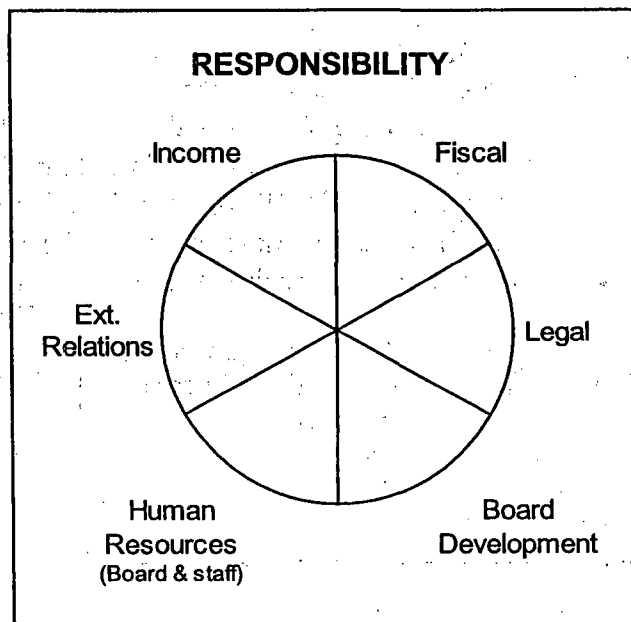 RESPONSIBILITY
Income
Fiscal
Ext.
Relations
Legal
Human
Resources
(Board & staff)
Board
Development